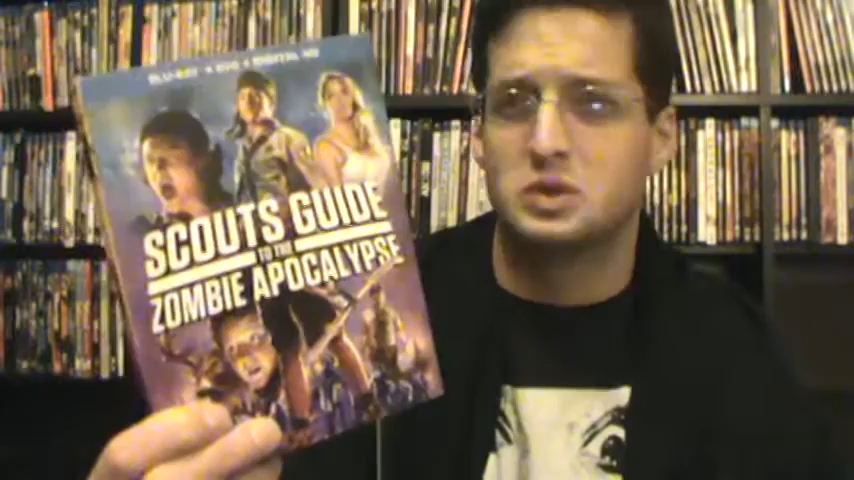 BLU-RAY + DVD + DIGITAL HD
SCOUTS GUIDE
TO THE
ZOMBIE APOCALYPSE